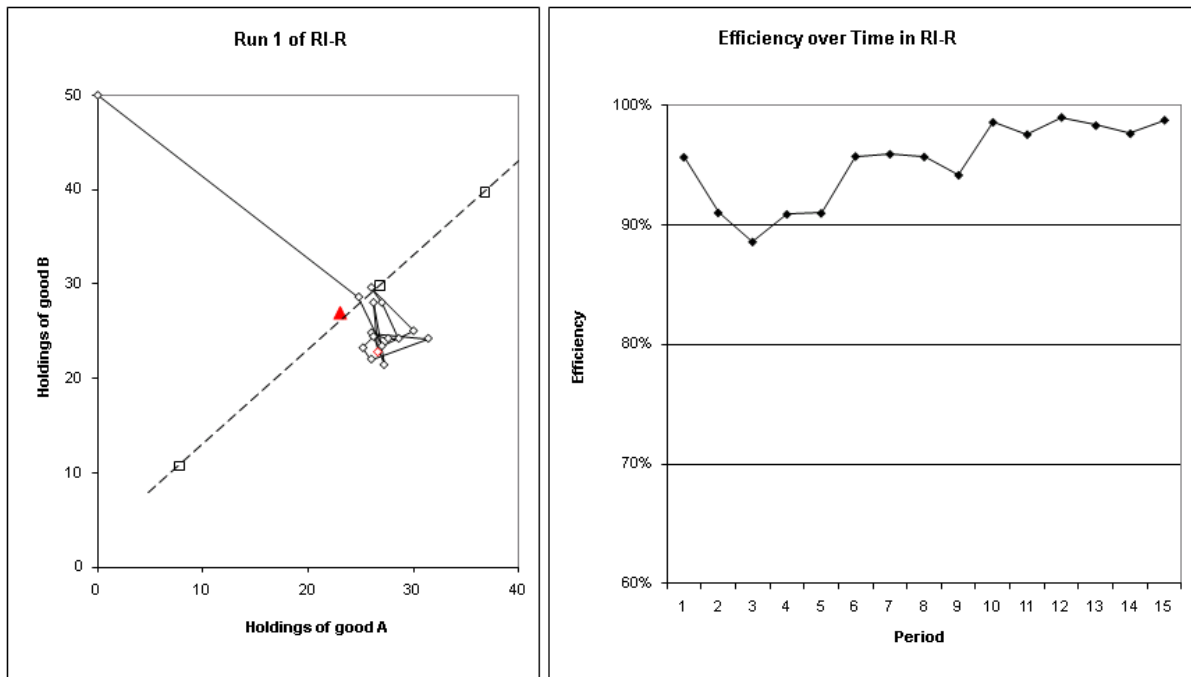 Run 1 of RI-R
50
40
30
20
10
0
Holdings of good B
0 10 20 30 40
Holdings of good A
Efficiency over Time in RI-R
100%
90%
80%
70%
60%
Efficiency
1 2 3 4 5 6 7 8 9 10 11 12 13 14 15
Period